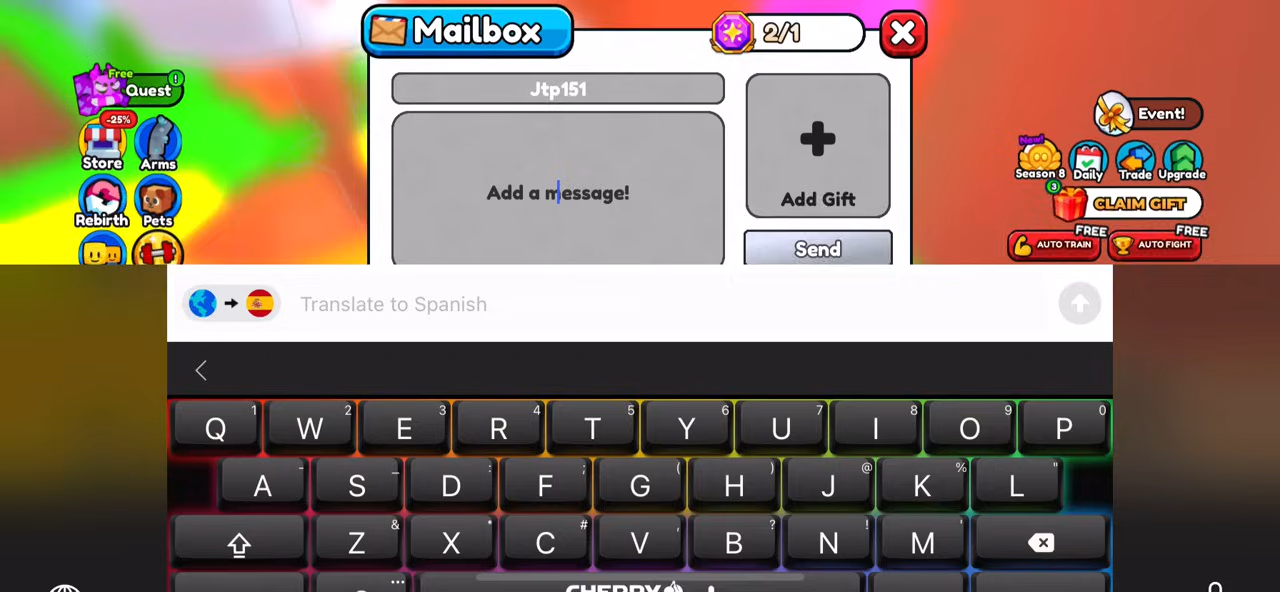 Mailbox
2/1
Jtp151
Add a message!
Add Gift
Send
Free
Quest
!
-25%
Store
Arms
Rebirth
Pets
Event!
New!
Season 8
Daily
Trade
Upgrade
3
CLAIM GIFT
FREE
AUTO TRAIN
FREE
AUTO FIGHT
Translate to Spanish
Q 1 W 2 E 3 R 4 T 5 Y 6 U 7 I 8 O 9 P 0
A - S _ D : F ; G ( H ) J @ K % L "
Z & X * C # V , B ? N ! M '
...
CHERRY